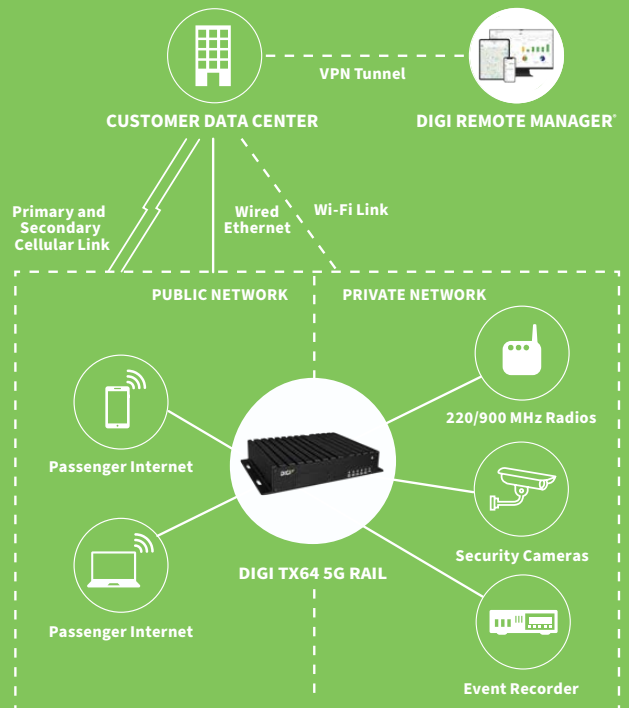 VPN Tunnel
CUSTOMER DATA CENTER
DIGI REMOTE MANAGER®
Primary and
Secondary
Cellular Link
Wired
Ethernet
Wi-Fi Link
PUBLIC NETWORK
PRIVATE NETWORK
220/900 MHz Radios
Passenger Internet
DIGI
Security Cameras
DIGI TX64 5G RAIL
Passenger Internet
Event Recorder